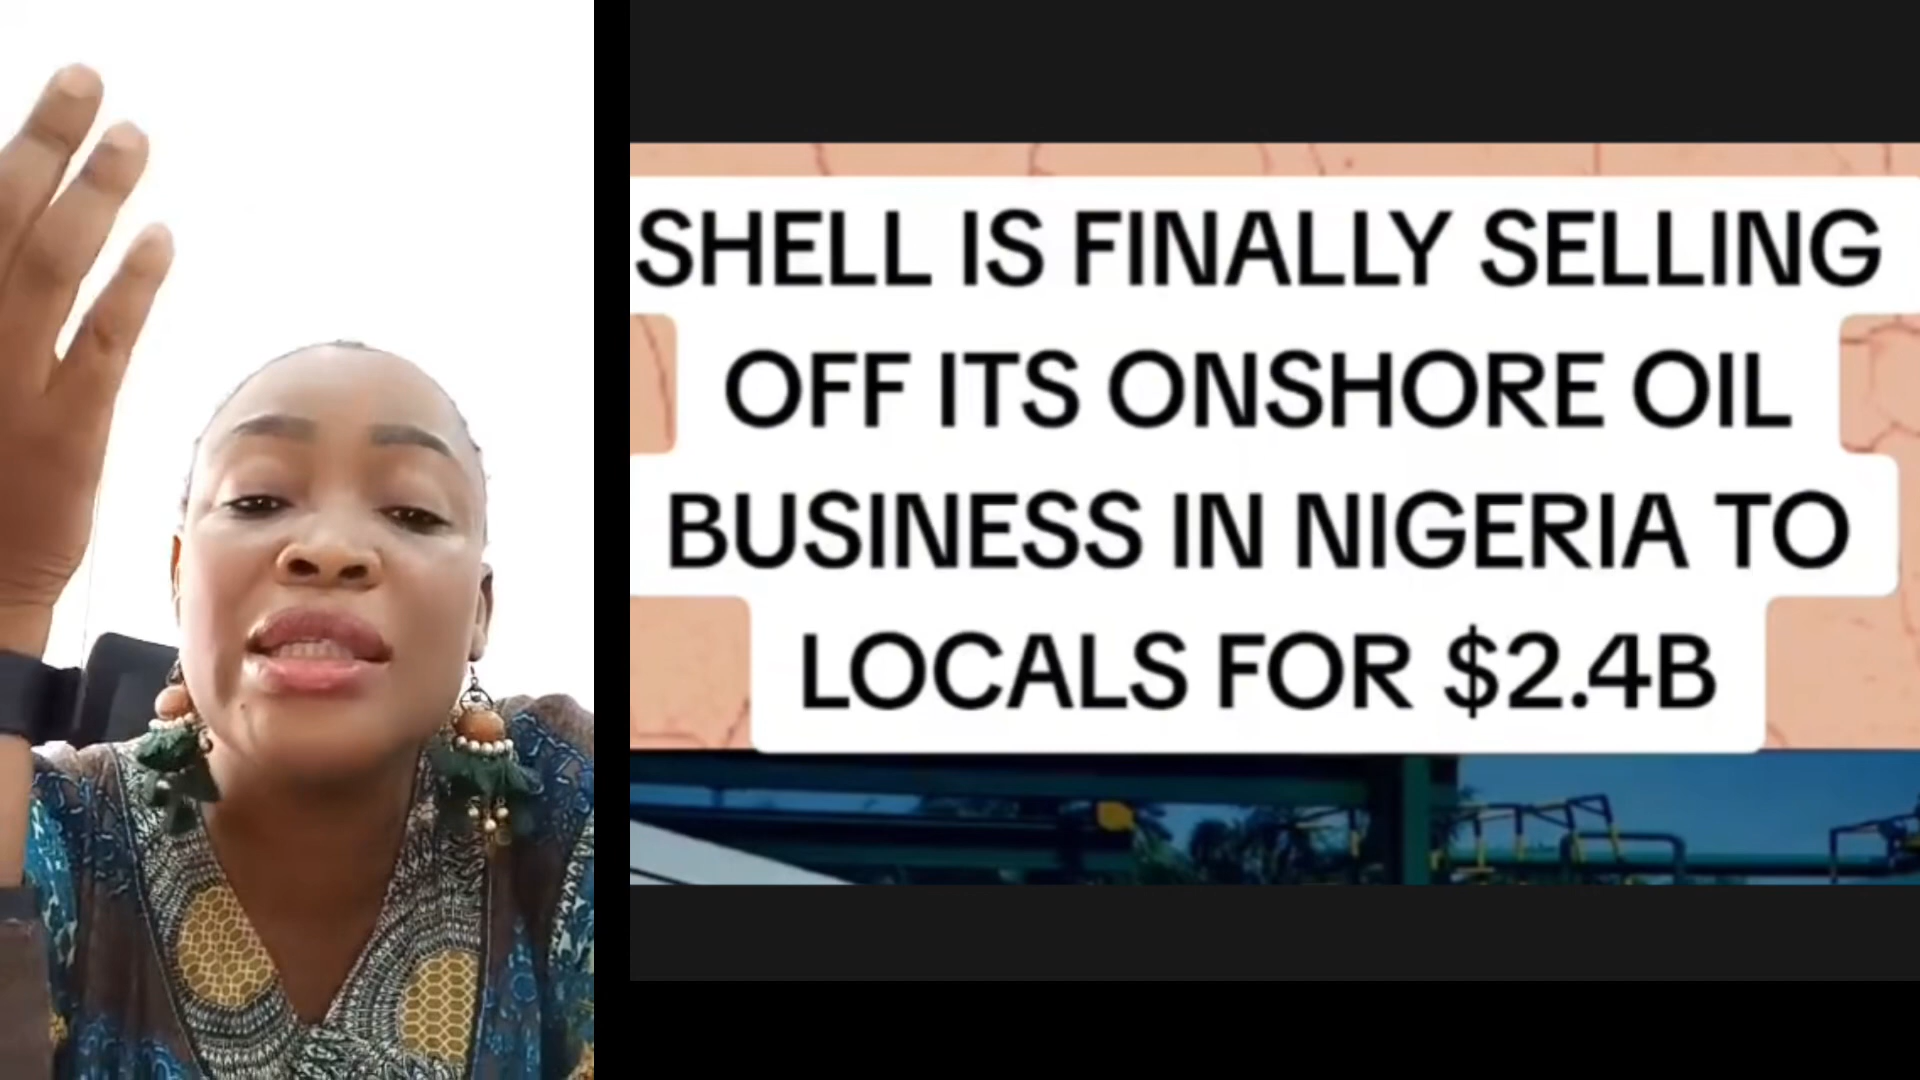 SHELL IS FINALLY SELLING
OFF ITS ONSHORE OIL
BUSINESS IN NIGERIA TO
LOCALS FOR $2.4B